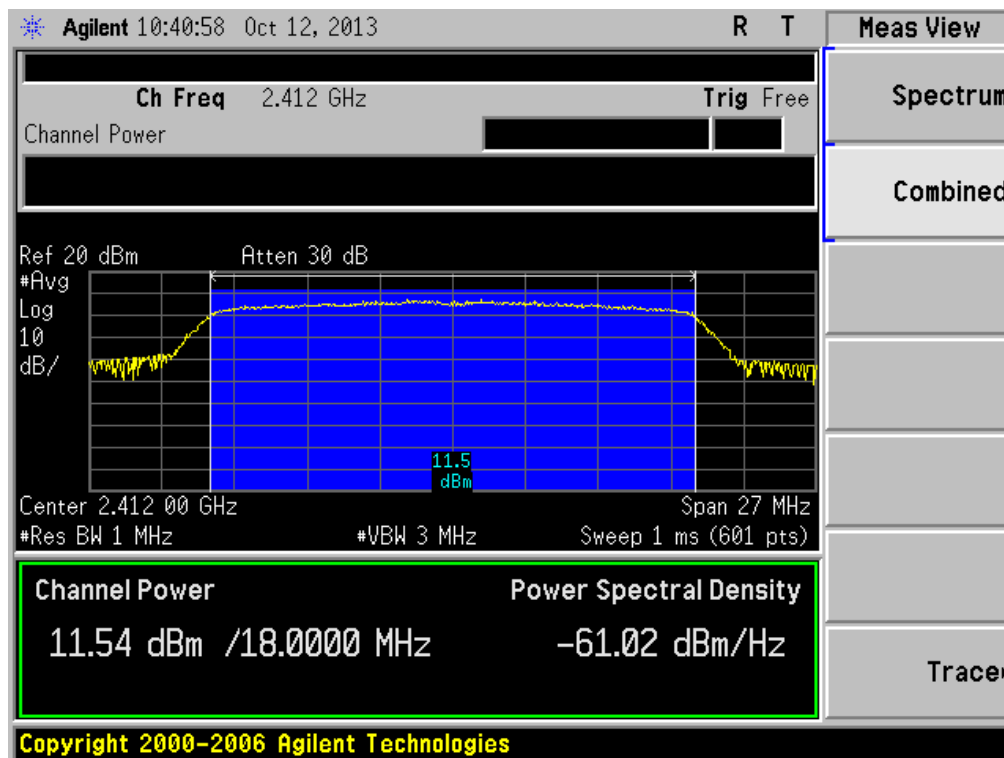 Agilent 10:40:58 Oct 12, 2013 R T
Meas View
Ch Freq 2.412 GHz Trig Free
Channel Power
Spectrum
Combined
Ref 20 dBm Atten 30 dB
#Avg
Log
10
dB/
11.5
dBm
Center 2.412 00 GHz Span 27 MHz
#Res BW 1 MHz #VBW 3 MHz Sweep 1 ms (601 pts)
Channel Power Power Spectral Density
11.54 dBm /18.0000 MHz -61.02 dBm/Hz
Trace
Copyright 2000-2006 Agilent Technologies